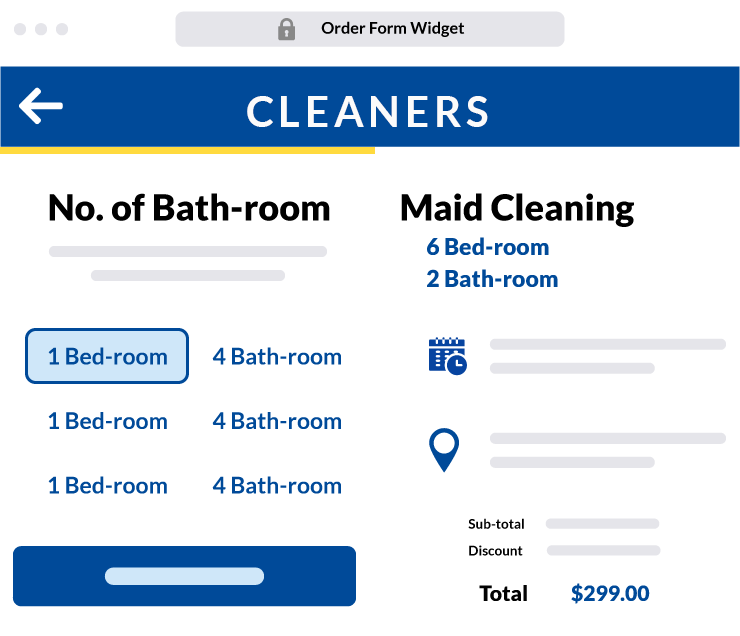 Order Form Widget
CLEANERS
No. of Bath-room
1 Bed-room
4 Bath-room
1 Bed-room
4 Bath-room
1 Bed-room
4 Bath-room
Maid Cleaning
6 Bed-room
2 Bath-room
Sub-total
Discount
Total $299.00